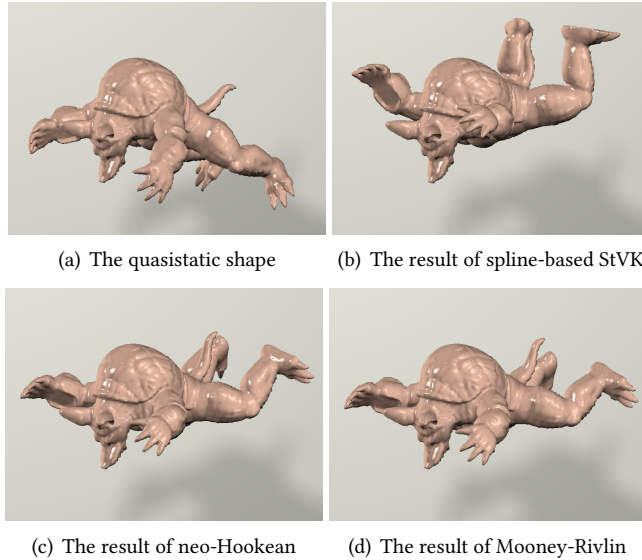 (a) The quasistatic shape
(b) The result of spline-based StVK
(c) The result of neo-Hookean
(d) The result of Mooney-Rivlin